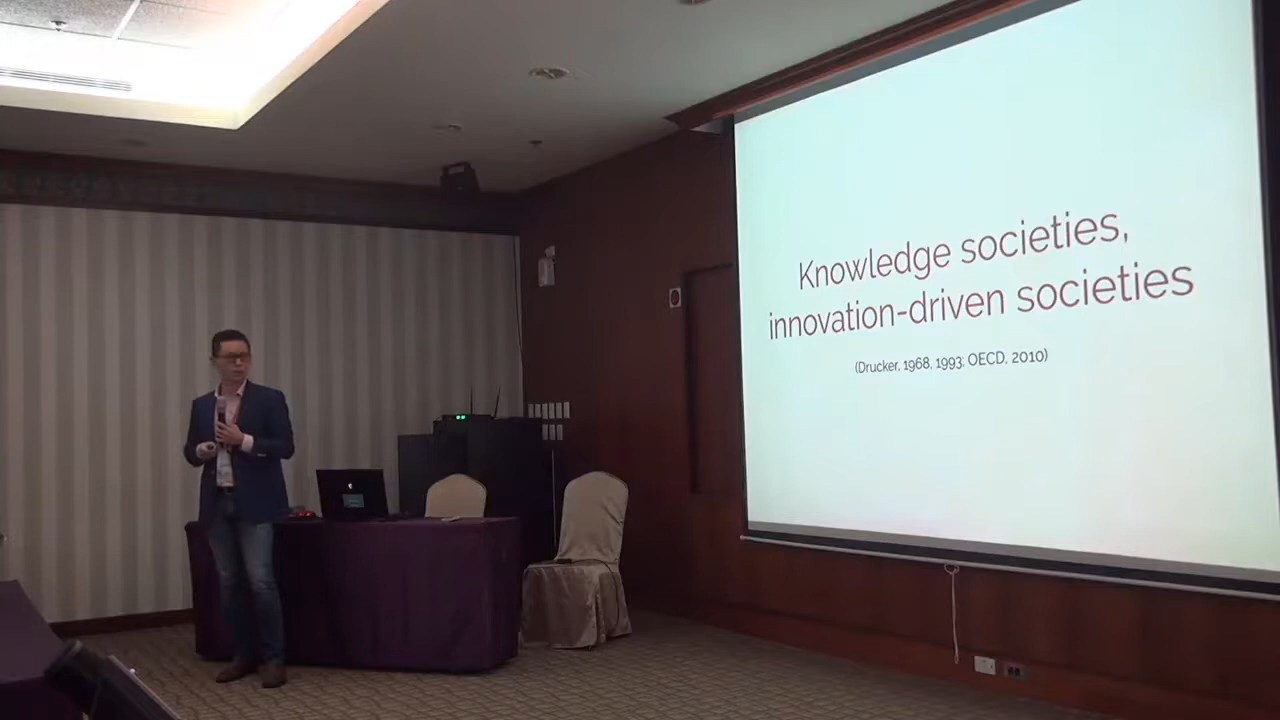 Knowledge societies,
innovation-driven societies
(Drucker, 1968, 1993; OECD, 2010)